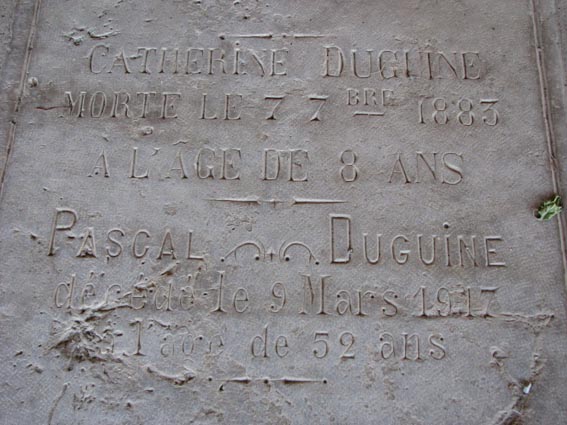 CATHERINE DUGUINE
MORTE LE 7 7BRE 1883
À L'ÂGE DE 8 ANS
PASCAL DUGUINE
décédé le 9 Mars 1917
à l'age de 52 ans